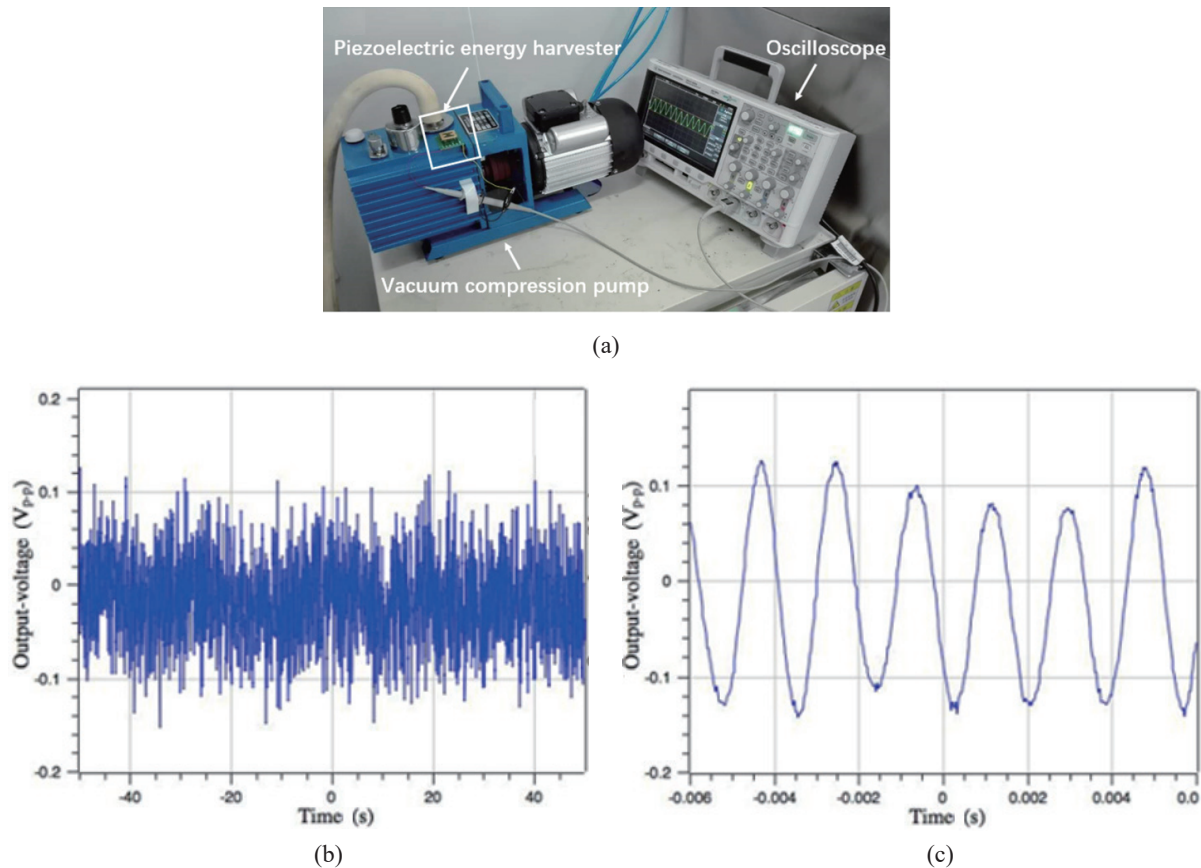 Piezoelectric energy harvester
Oscilloscope
Vacuum compression pump
(a)
0.2
0.1
0
-0.1
-0.2
Output-voltage (Vp-p)
-40
-20
0
20
40
Time (s)
(b)
0.1
0
-0.1
-0.2
Output-voltage (Vp-p)
-0.006
-0.004
-0.002
0
0.002
0.004
0.0
Time (s)
(c)